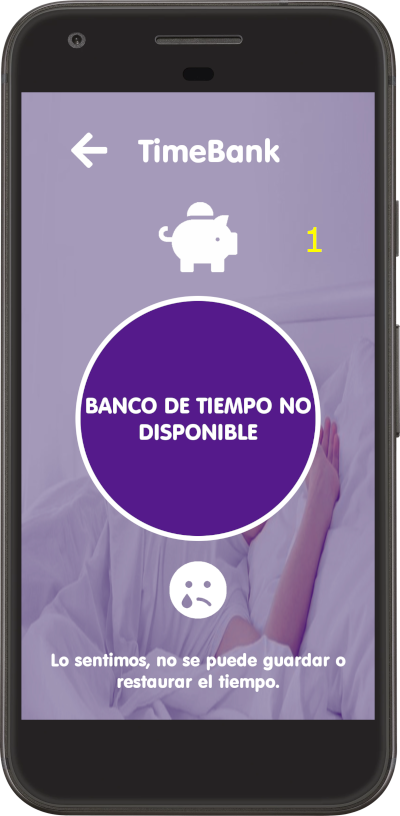 TimeBank
1
BANCO DE TIEMPO NO
DISPONIBLE
Lo sentimos, no se puede guardar o
restaurar el tiempo.